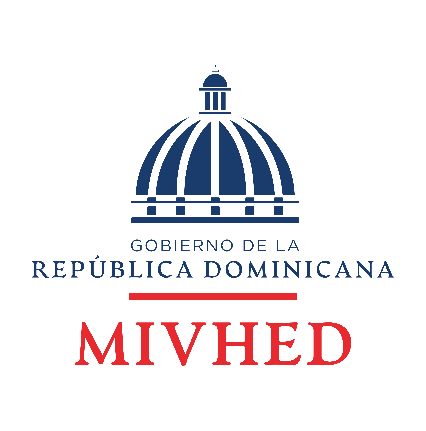 GOBIERNO DE LA
REPÚBLICA DOMINICANA
MIVHED